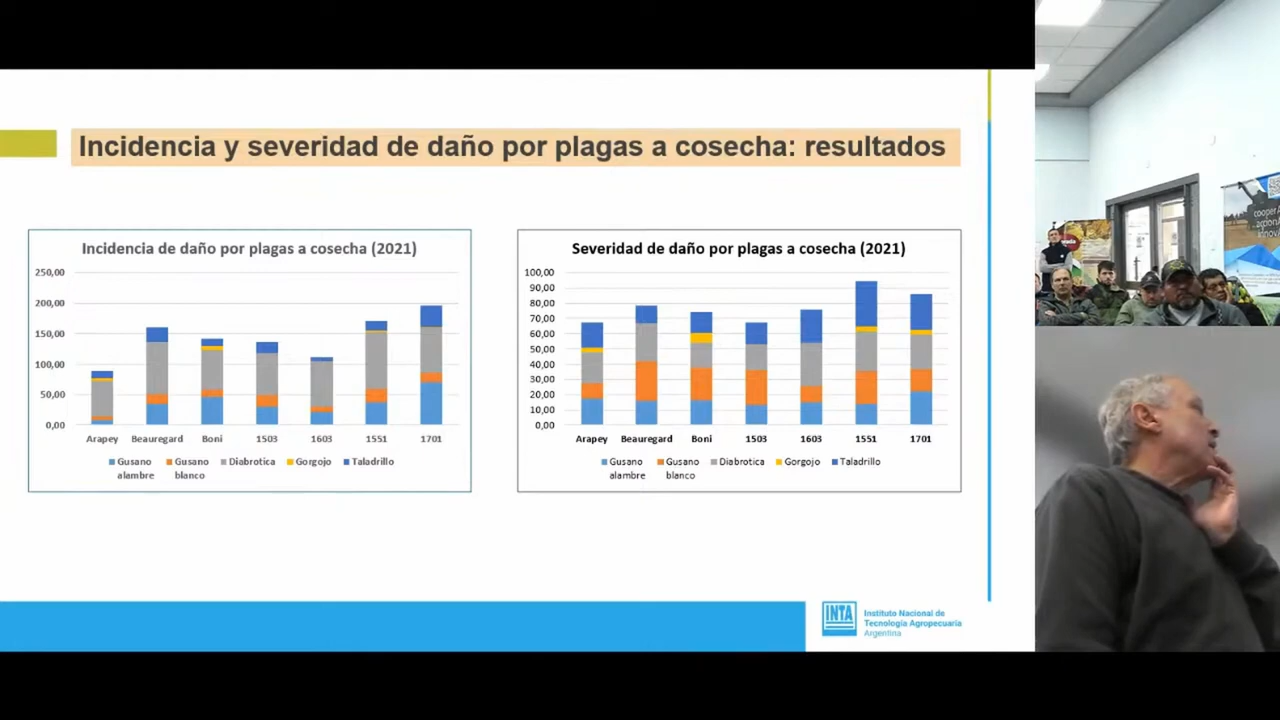 Incidencia y severidad de daño por plagas a cosecha: resultados
Incidencia de daño por plagas a cosecha (2021)
250,00
200,00
150,00
100,00
50,00
0,00
Arapey Beauregard Boni 1503 1603 1551 1701
Gusano alambre Gusano blanco Diabrotica Gorgojo Taladrillo
Severidad de daño por plagas a cosecha (2021)
100,00
90,00
80,00
70,00
60,00
50,00
40,00
30,00
20,00
10,00
0,00
Arapey Beauregard Boni 1503 1603 1551 1701
Gusano alambre Gusano blanco Diabrotica Gorgojo Taladrillo
INTA
Instituto Nacional de
Tecnología Agropecuaria
Argentina